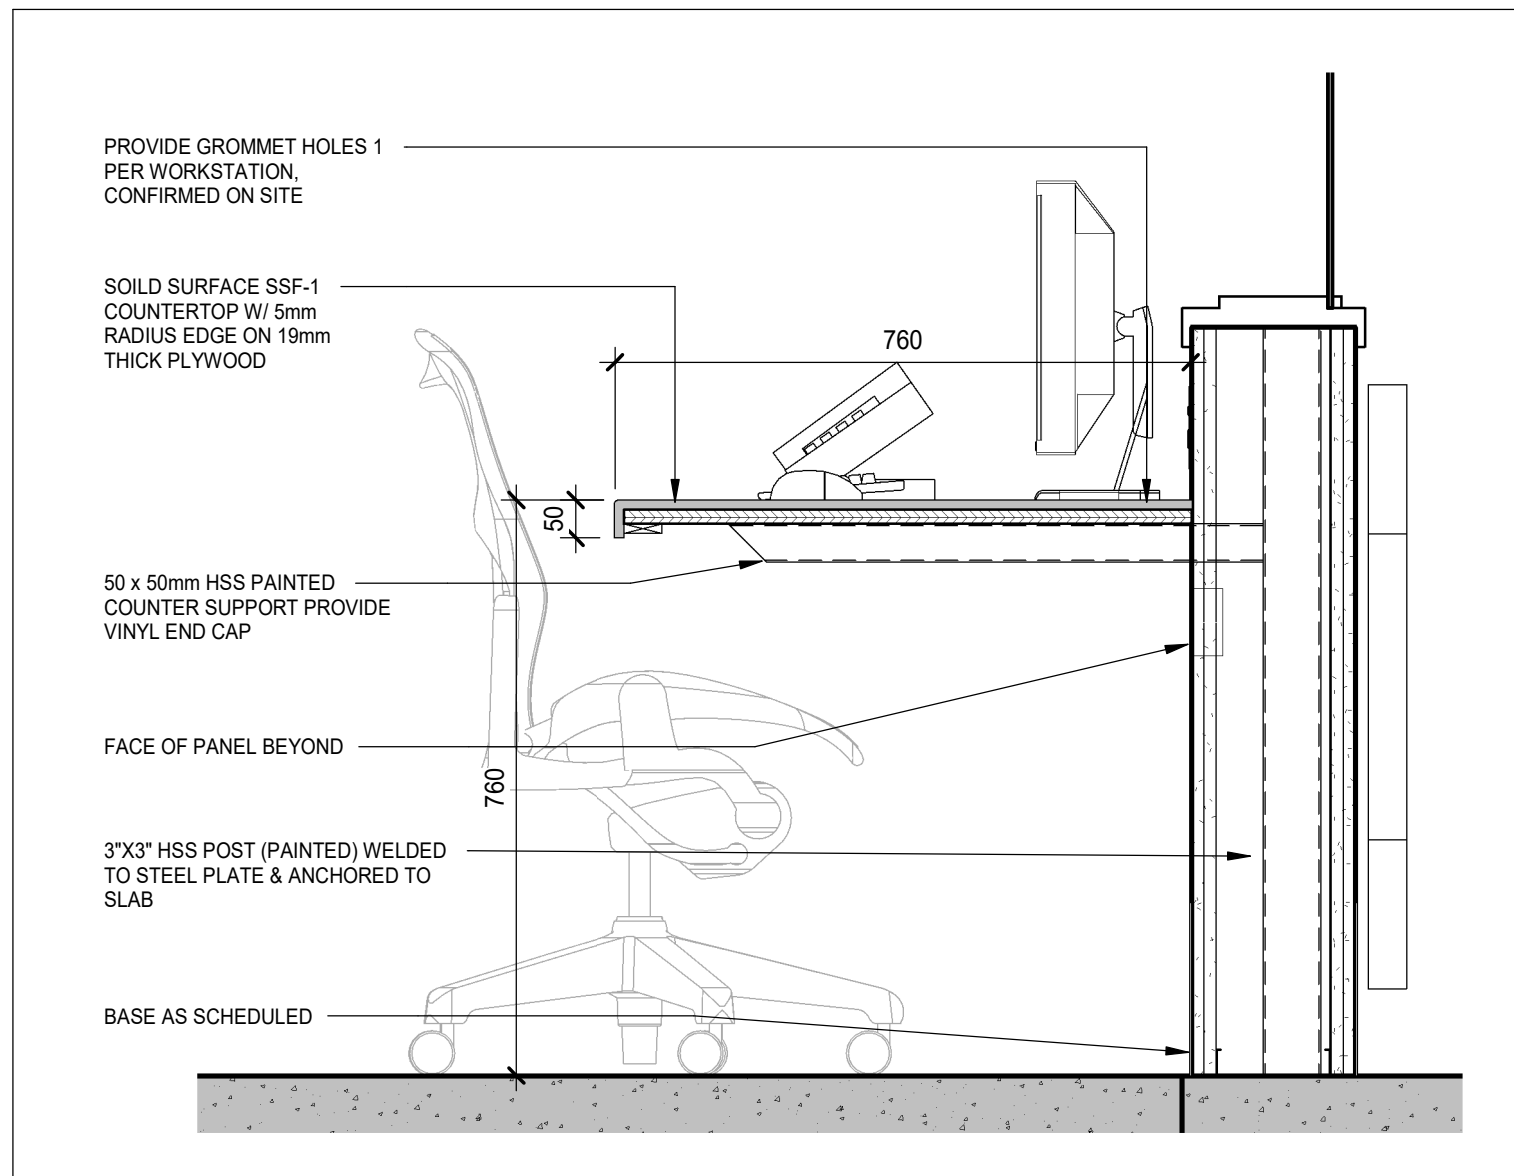 PROVIDE GROMMET HOLES 1
PER WORKSTATION,
CONFIRMED ON SITE
SOILD SURFACE SSF-1
COUNTERTOP W/ 5mm
RADIUS EDGE ON 19mm
THICK PLYWOOD
760
50
50 x 50mm HSS PAINTED
COUNTER SUPPORT PROVIDE
VINYL END CAP
FACE OF PANEL BEYOND
760
3"X3" HSS POST (PAINTED) WELDED
TO STEEL PLATE & ANCHORED TO
SLAB
BASE AS SCHEDULED